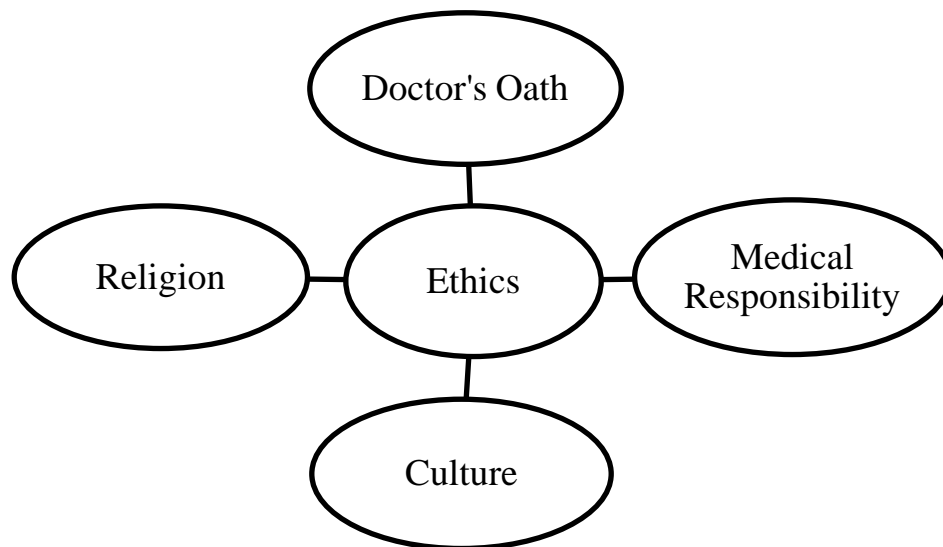 Doctor's Oath
Religion
Ethics
Medical
Responsibility
Culture